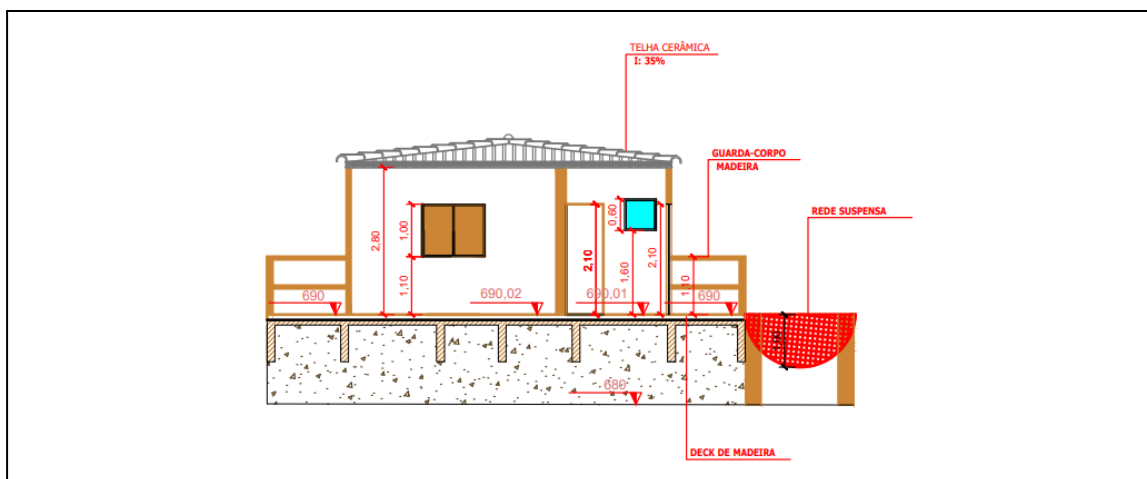 TELHA CERÂMICA
I: 35%
GUARDA-CORPO
MADEIRA
REDE SUSPENSA
2,80
1,00
1,10
2,10
0,60
1,60
2,10
1,10
690
690,02
690,01
690
680
DECK DE MADEIRA